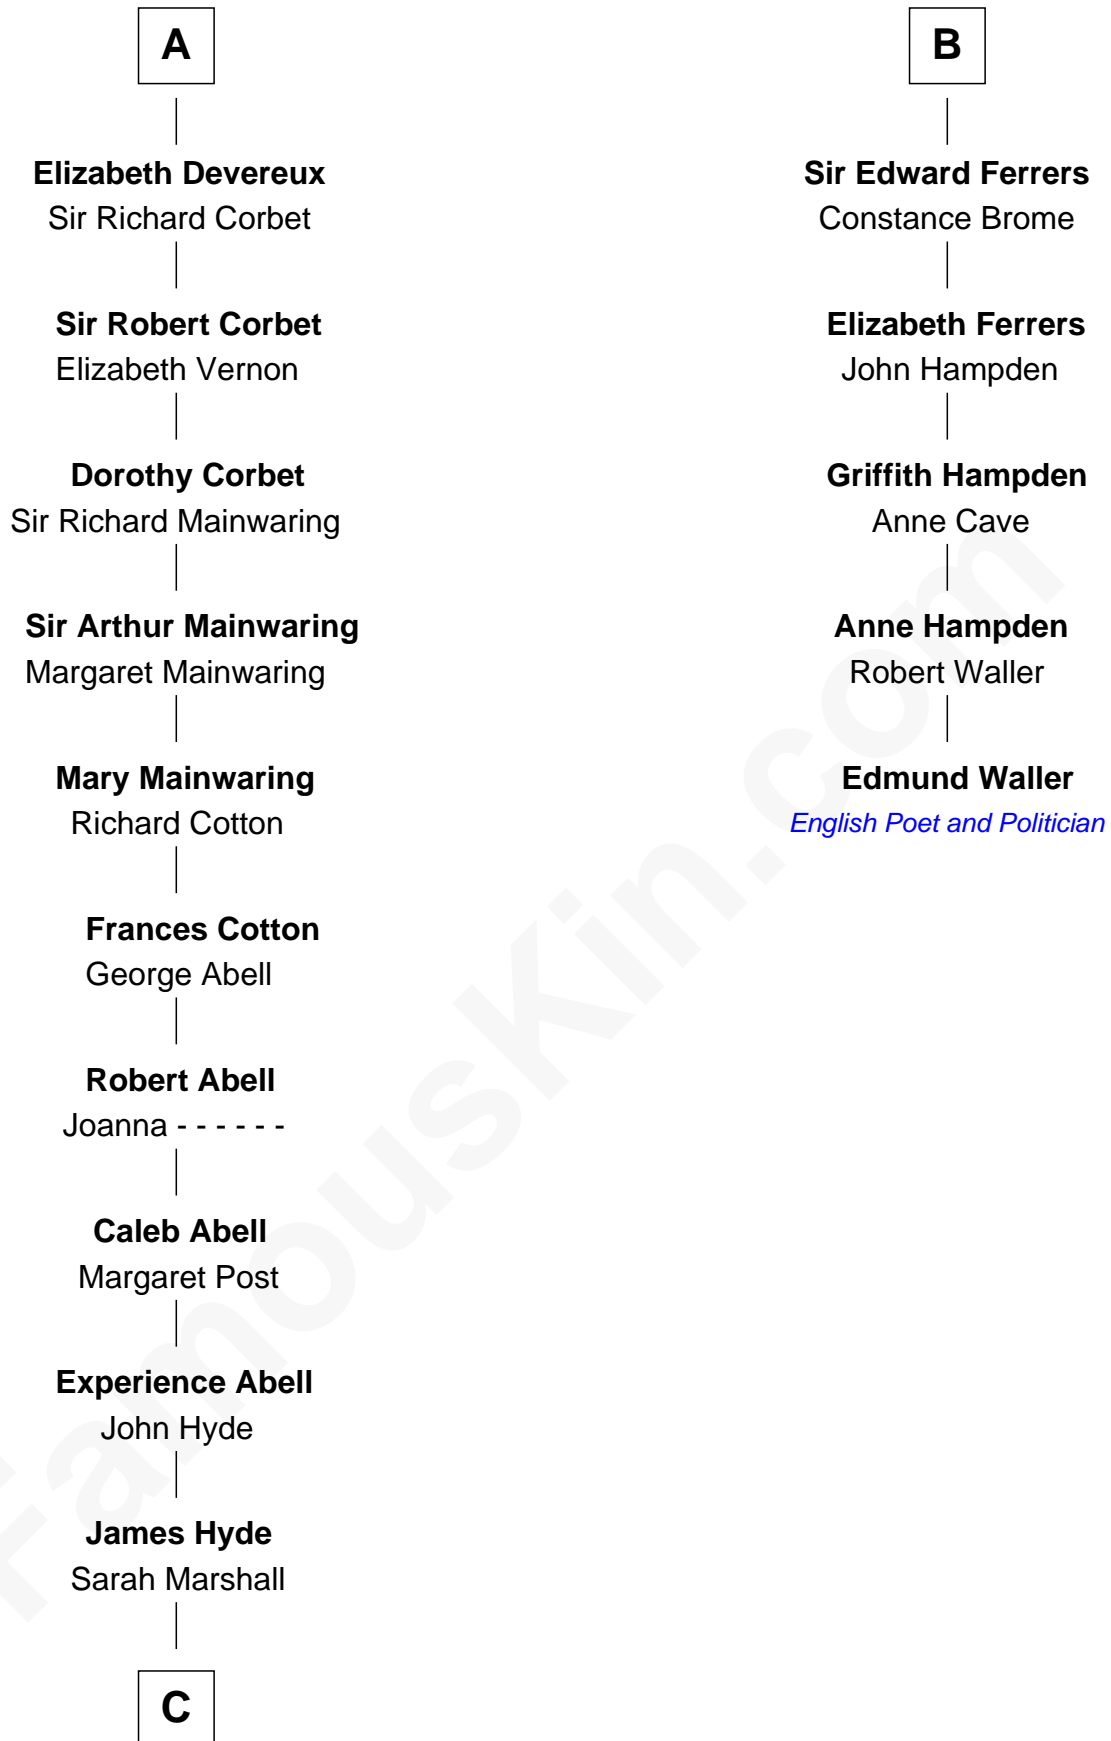 A
Elizabeth Devereux
Sir Richard Corbet
Sir Robert Corbet
Elizabeth Vernon
Dorothy Corbet
Sir Richard Mainwaring
Sir Arthur Mainwaring
Margaret Mainwaring
Mary Mainwaring
Richard Cotton
Frances Cotton
George Abell
Robert Abell
Joanna - - - - - -
Caleb Abell
Margaret Post
Experience Abell
John Hyde
James Hyde
Sarah Marshall
C
B
Sir Edward Ferrers
Constance Brome
Elizabeth Ferrers
John Hampden
Griffith Hampden
Anne Cave
Anne Hampden
Robert Waller
Edmund Waller
English Poet and Politician
FamousKin.com